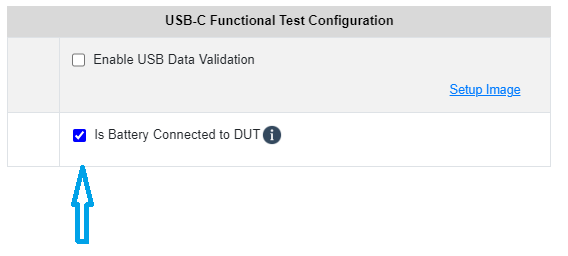 USB-C Functional Test Configuration
Enable USB Data Validation
Setup Image
Is Battery Connected to DUT i